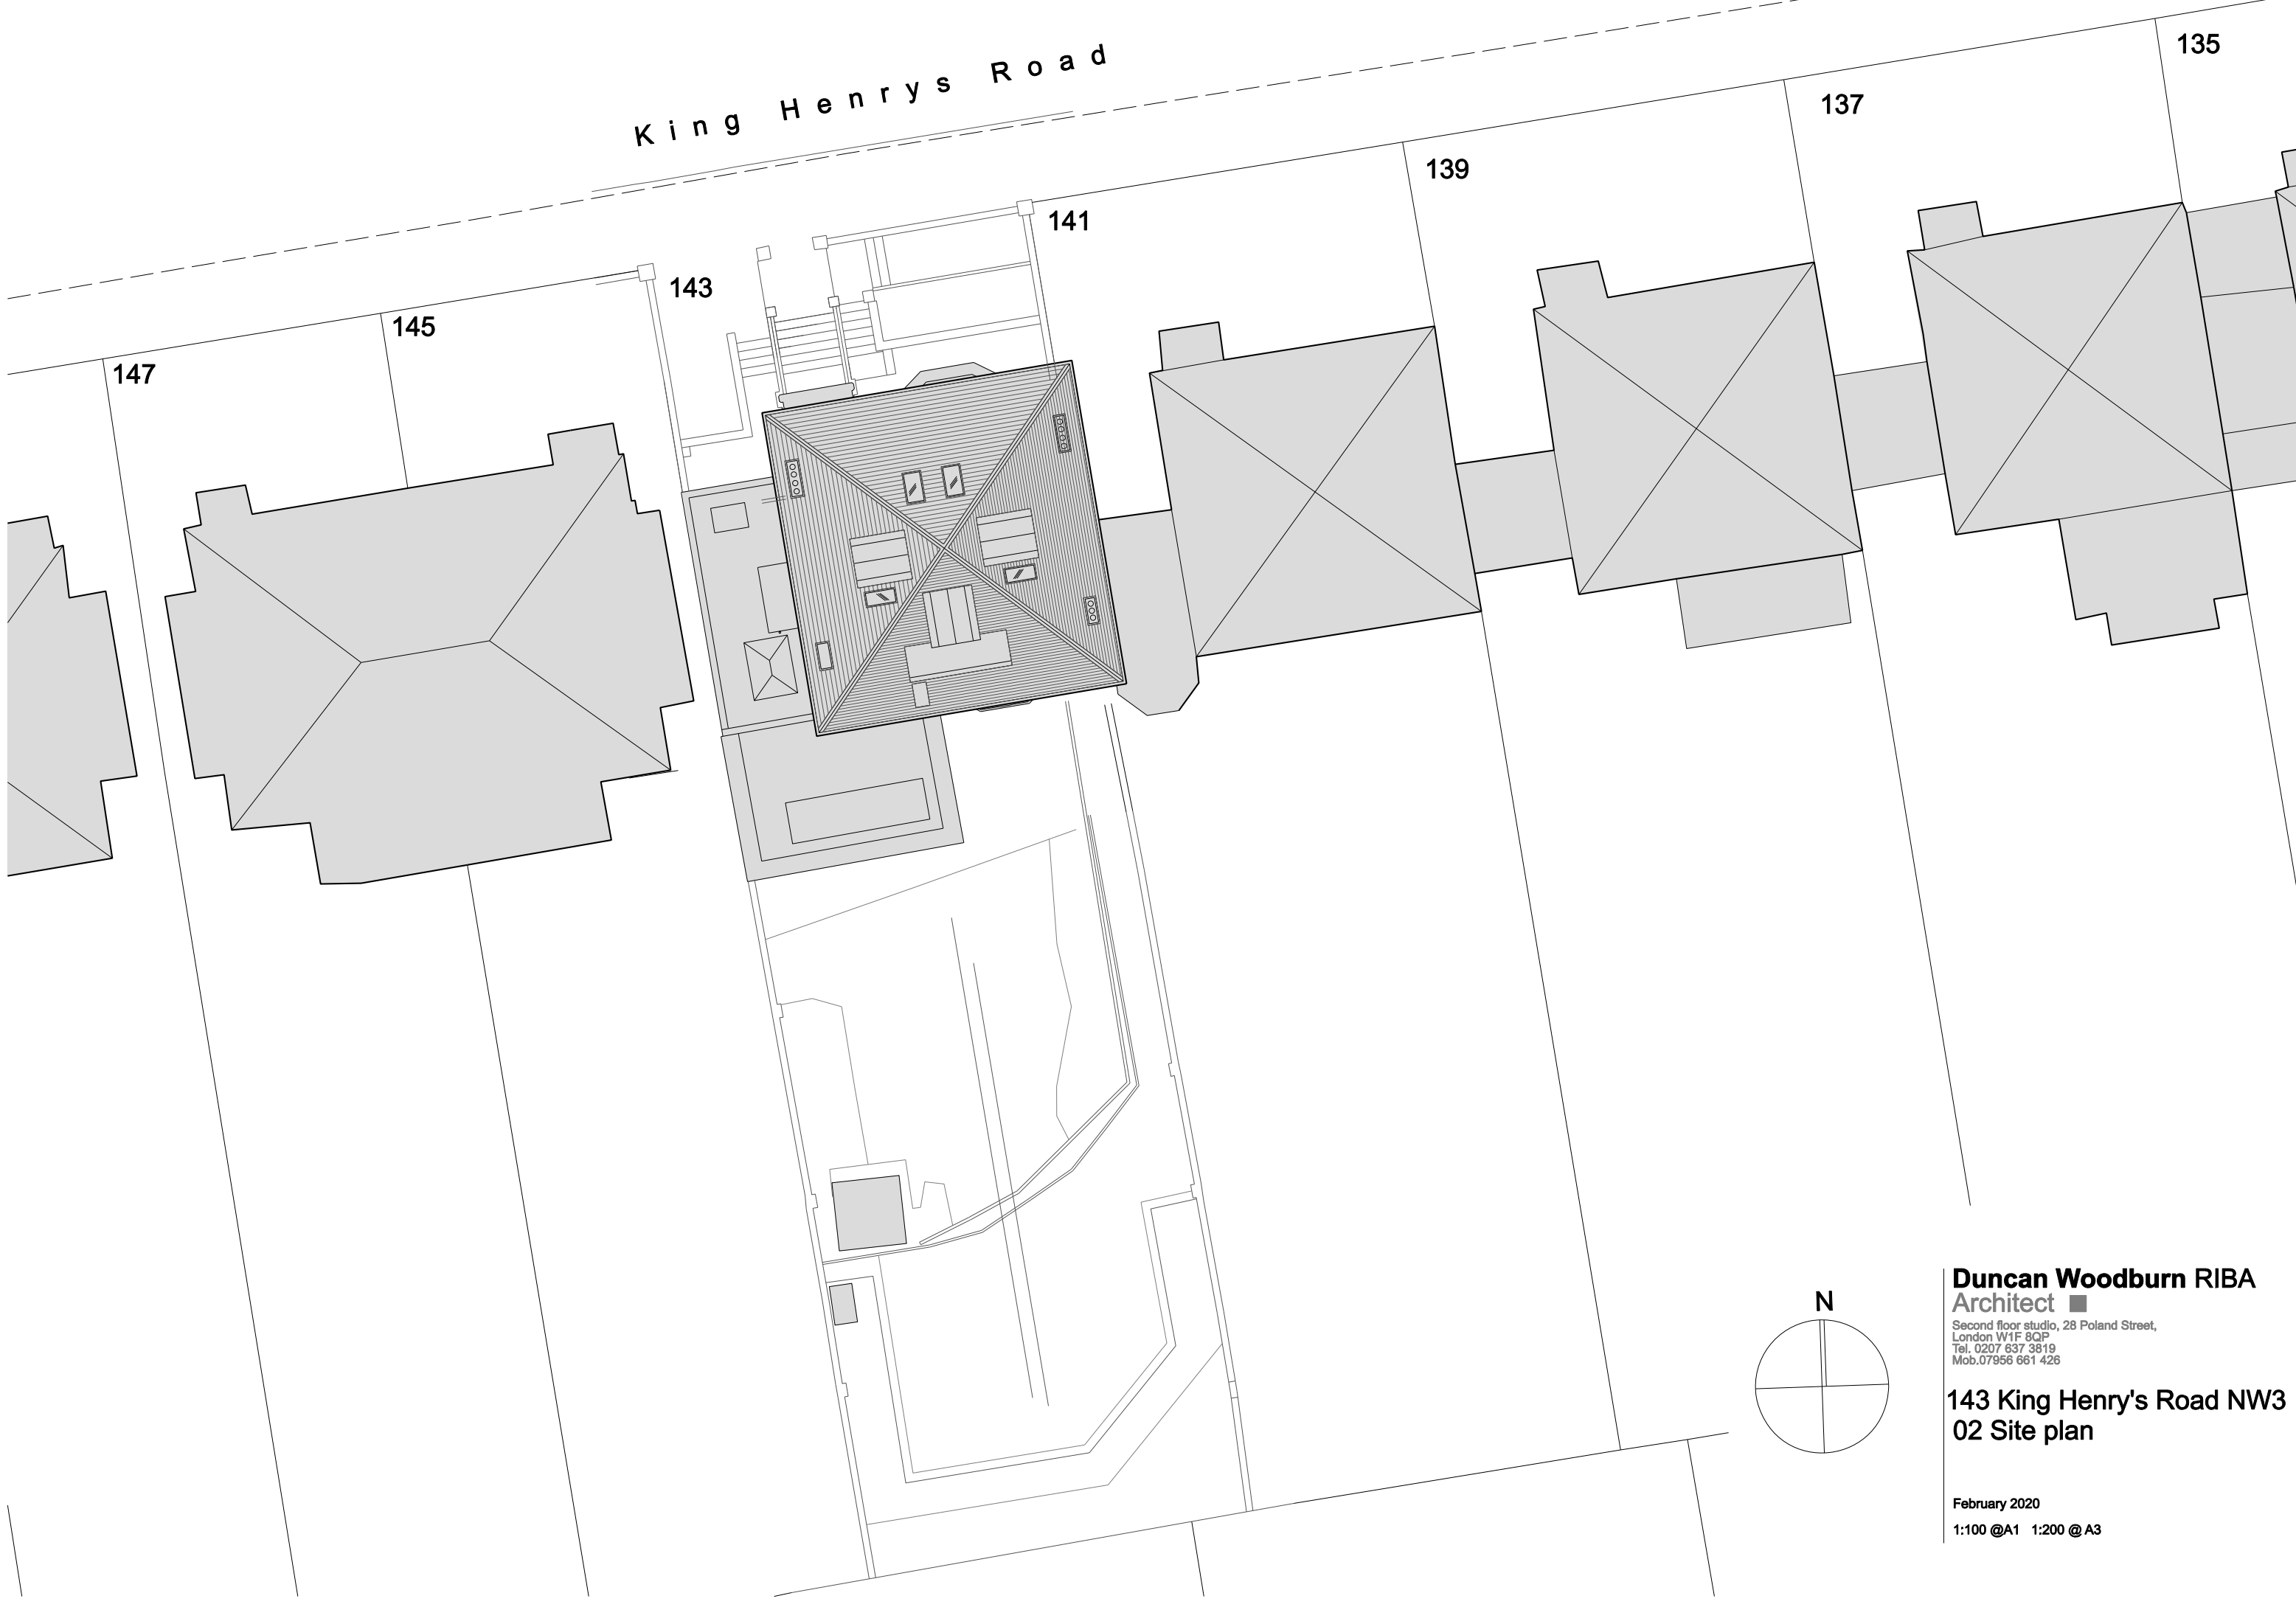 King Henrys Road
135
137
139
141
143
145
147
N
Duncan Woodburn RIBA
Architect
Second floor studio, 28 Poland Street,
London W1F 8QP
Tel. 0207 637 3819
Mob.07956 661 426
143 King Henry's Road NW3
02 Site plan
February 2020
1:100 @A1 1:200 @ A3